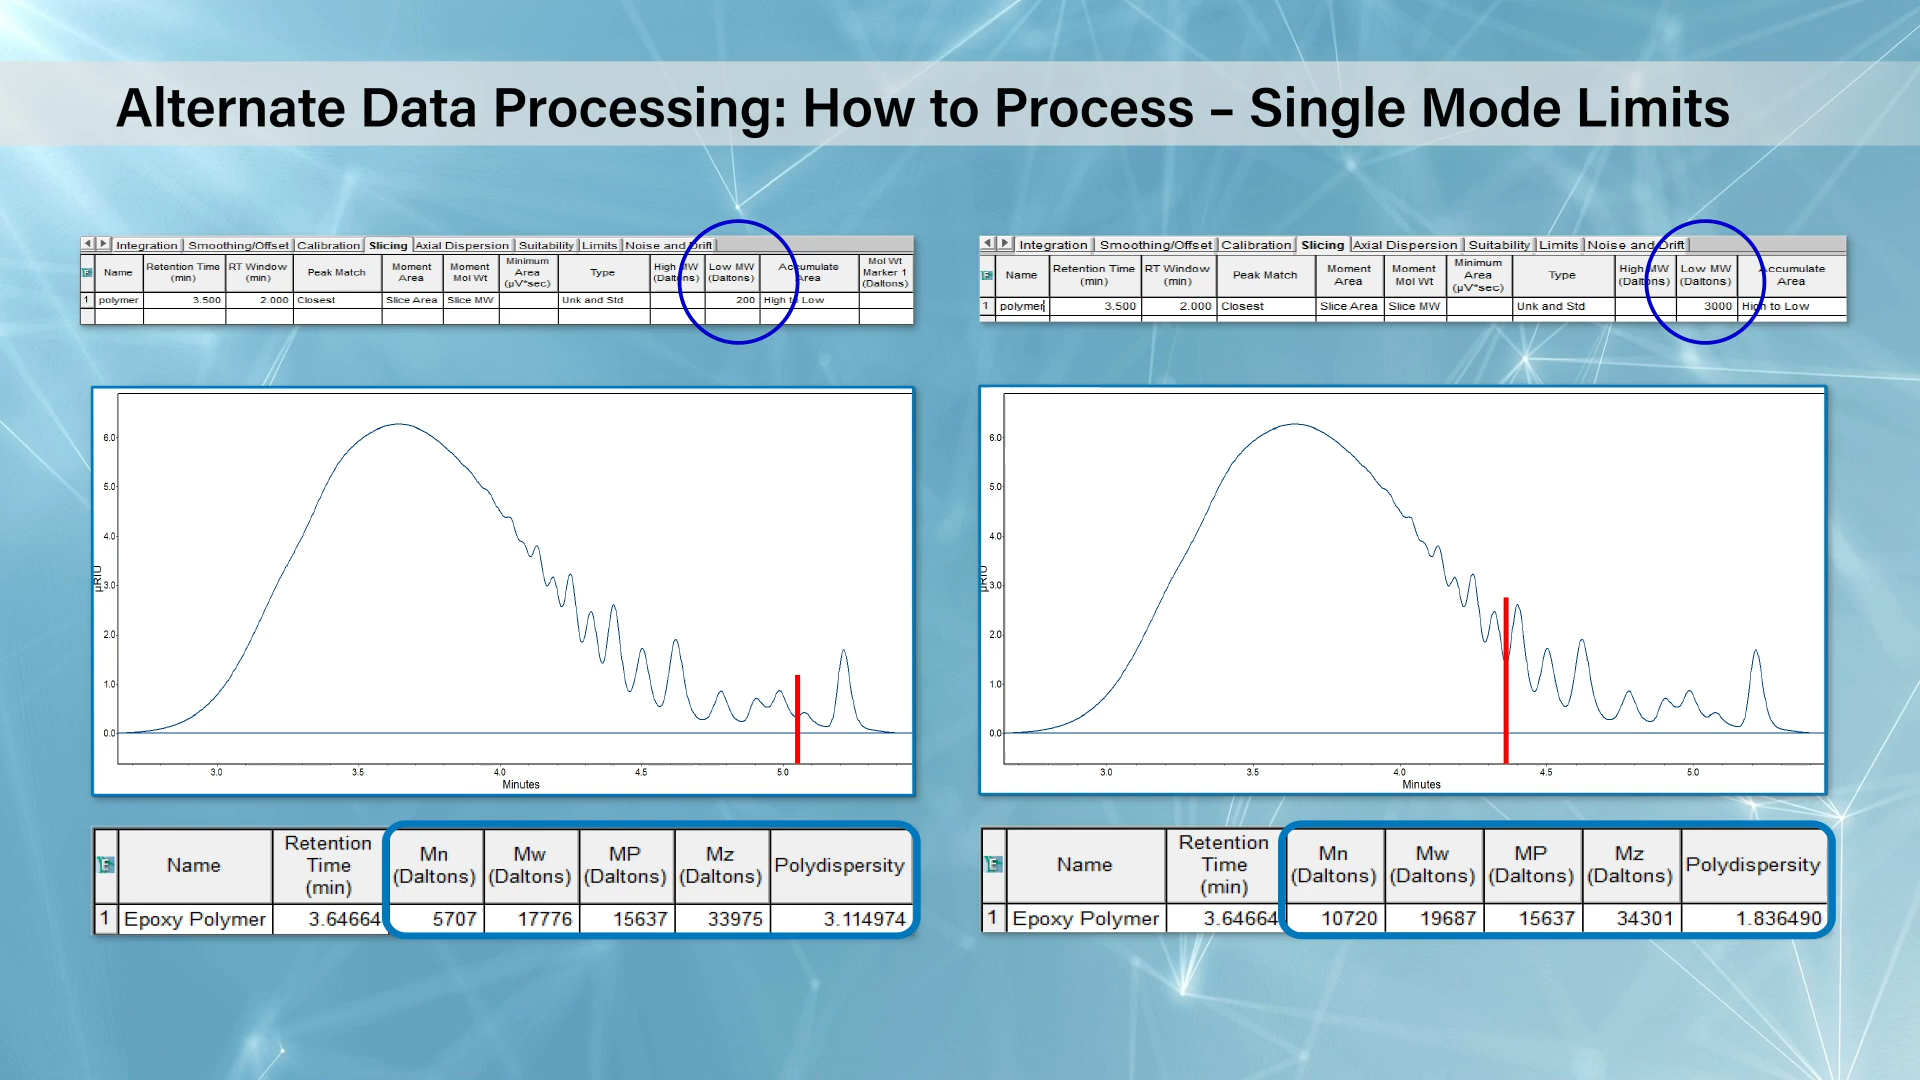 Alternate Data Processing: How to Process – Single Mode Limits
Integration Smoothing/Offset Calibration Slicing Axial Dispersion Suitability Limits Noise and Drift
Name Retention Time (min) RT Window (min) Peak Match Moment Area Moment Mol Wt Minimum Area (µV*sec) Type High MW (Daltons) Low MW (Daltons) Accumulate Area Mol Wt Marker 1 (Daltons)
1 polymer 3.500 2.000 Closest Slice Area Slice MW Unk and Std 200 High to Low
Integration Smoothing/Offset Calibration Slicing Axial Dispersion Suitability Limits Noise and Drift
Name Retention Time (min) RT Window (min) Peak Match Moment Area Moment Mol Wt Minimum Area (µV*sec) Type High MW (Daltons) Low MW (Daltons) Accumulate Area
1 polymer 3.500 2.000 Closest Slice Area Slice MW Unk and Std 3000 High to Low
6.0
5.0
4.0
µRIU
3.0
2.0
1.0
0.0
3.0 3.5 4.0 4.5 5.0
Minutes
6.0
5.0
4.0
µRIU
3.0
2.0
1.0
0.0
3.0 3.5 4.0 4.5 5.0
Minutes
Name Retention Time (min) Mn (Daltons) Mw (Daltons) MP (Daltons) Mz (Daltons) Polydispersity
1 Epoxy Polymer 3.64664 5707 17776 15637 33975 3.114974
Name Retention Time (min) Mn (Daltons) Mw (Daltons) MP (Daltons) Mz (Daltons) Polydispersity
1 Epoxy Polymer 3.64664 10720 19687 15637 34301 1.836490